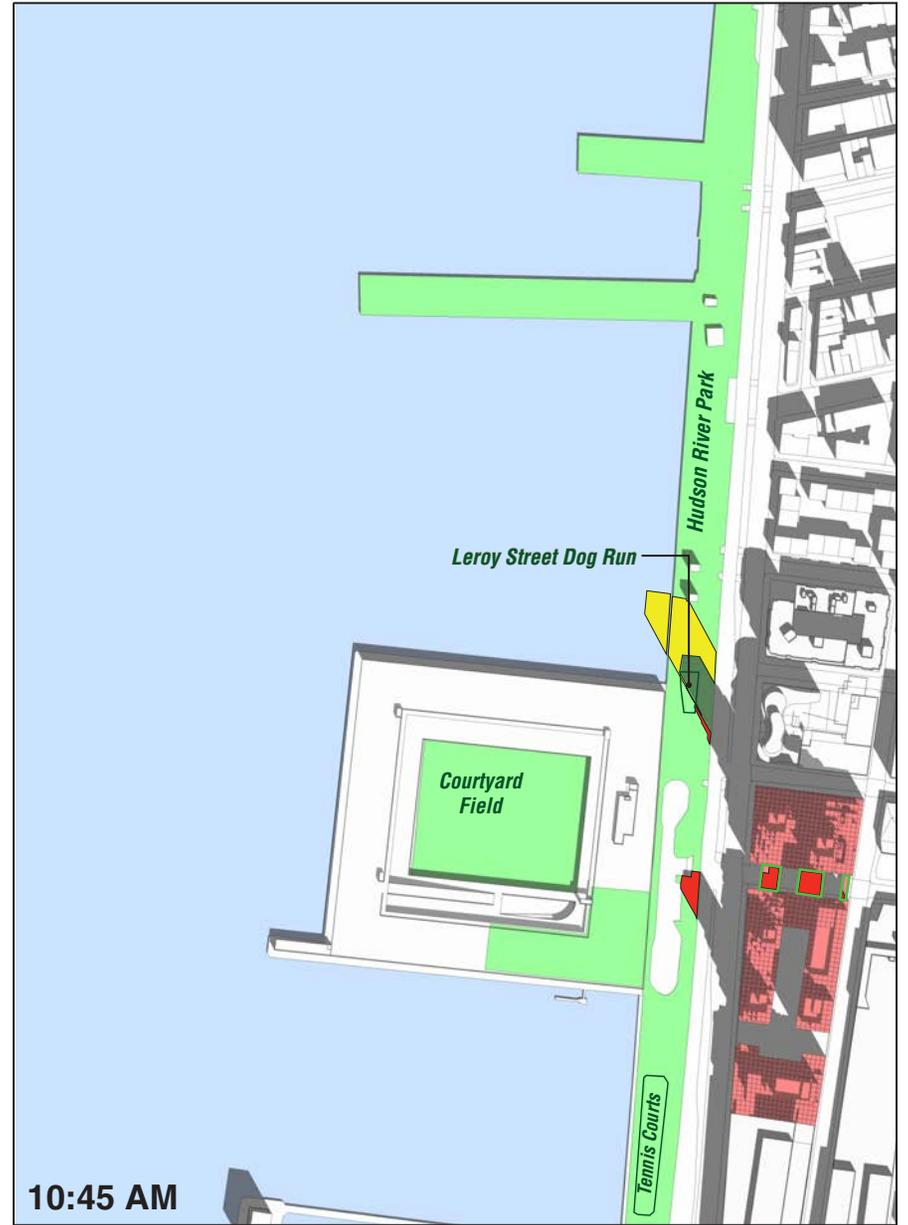 Hudson River Park
Leroy Street Dog Run
Courtyard
Field
Tennis Courts
10:45 AM